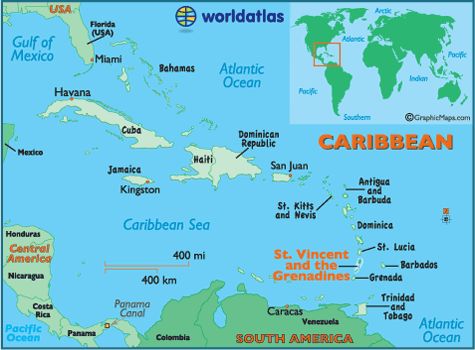 USA
Florida
(USA)
Gulf of
Mexico
Miami
worldatlas
Bahamas
Atlantic
Ocean
Arctic
Atlantic
Pacific
Indian
Pacific
Southern
©GraphicMaps.com
CARIBBEAN
Havana
Cuba
Mexico
Haiti
Dominican
Republic
San Juan
Jamaica
Kingston
St. Kitts
and Nevis
Antigua
and
Barbuda
Dominica
Caribbean Sea
St. Lucia
St. Vincent
and the
Grenadines
Barbados
Grenada
400 mi
400 km
Honduras
Central
America
Nicaragua
Costa
Rica
Panama
Canal
Panama
Pacific
Ocean
Colombia
Caracas
Venezuela
SOUTH AMERICA
Trinidad
and
Tobago
Atlantic
Ocean